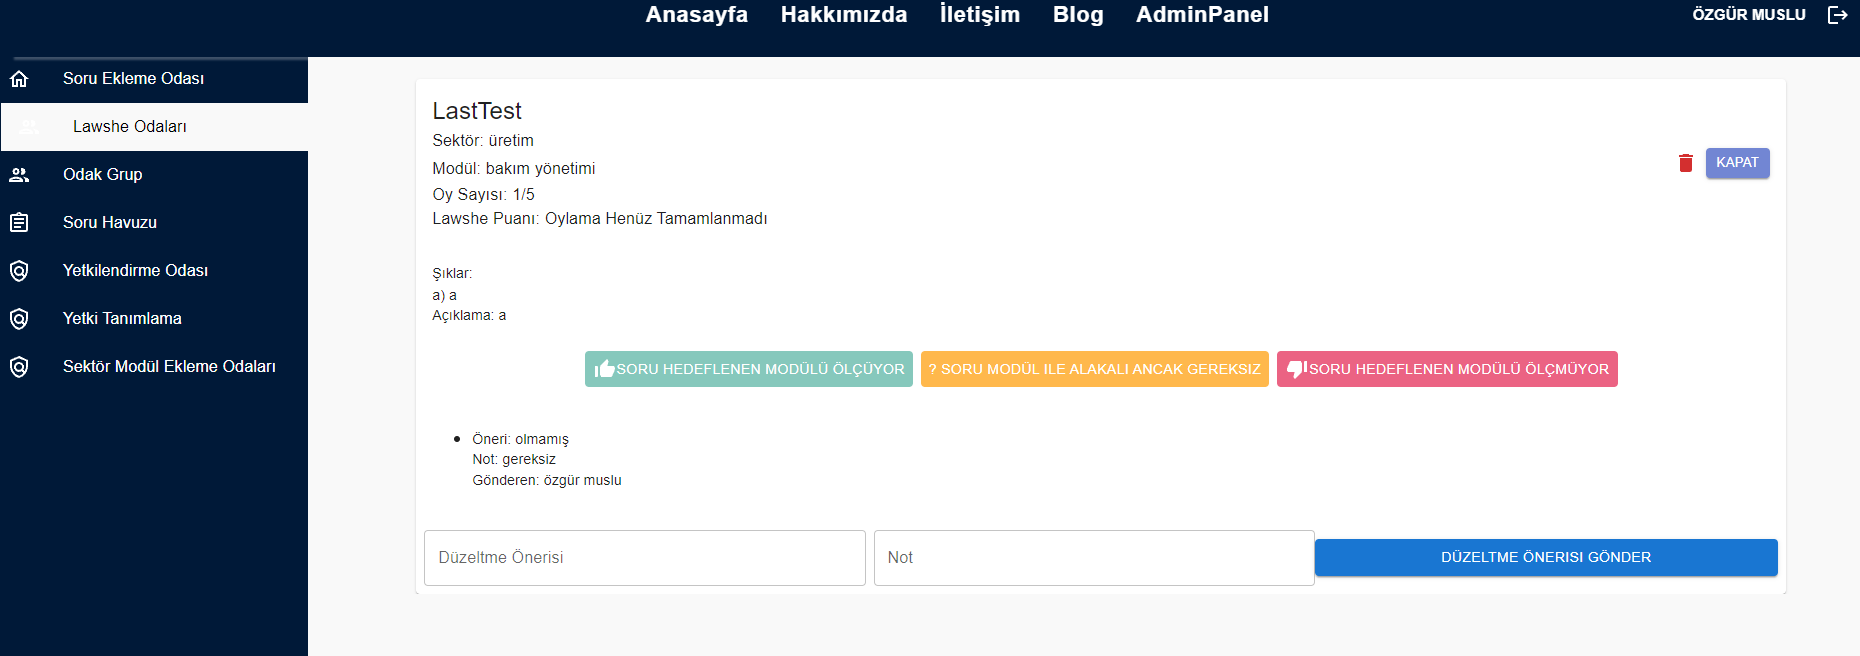 Anasayfa Hakkımızda İletişim Blog AdminPanel ÖZGÜR MUSLU
Soru Ekleme Odası
Lawshe Odaları
Odak Grup
Soru Havuzu
Yetkilendirme Odası
Yetki Tanımlama
Sektör Modül Ekleme Odaları
LastTest
Sektör: üretim
Modül: bakım yönetimi
Oy Sayısı: 1/5
Lawshe Puanı: Oylama Henüz Tamamlanmadı
KAPAT
Şıklar:
a) a
Açıklama: a
SORU HEDEFLENEN MODÜLÜ ÖLÇÜYOR ? SORU MODÜL ILE ALAKALI ANCAK GEREKSIZ SORU HEDEFLENEN MODÜLÜ ÖLÇMÜYOR
• Öneri: olmamış
Not: gereksiz
Gönderen: özgür muslu
Düzeltme Önerisi Not DÜZELTME ÖNERISI GÖNDER